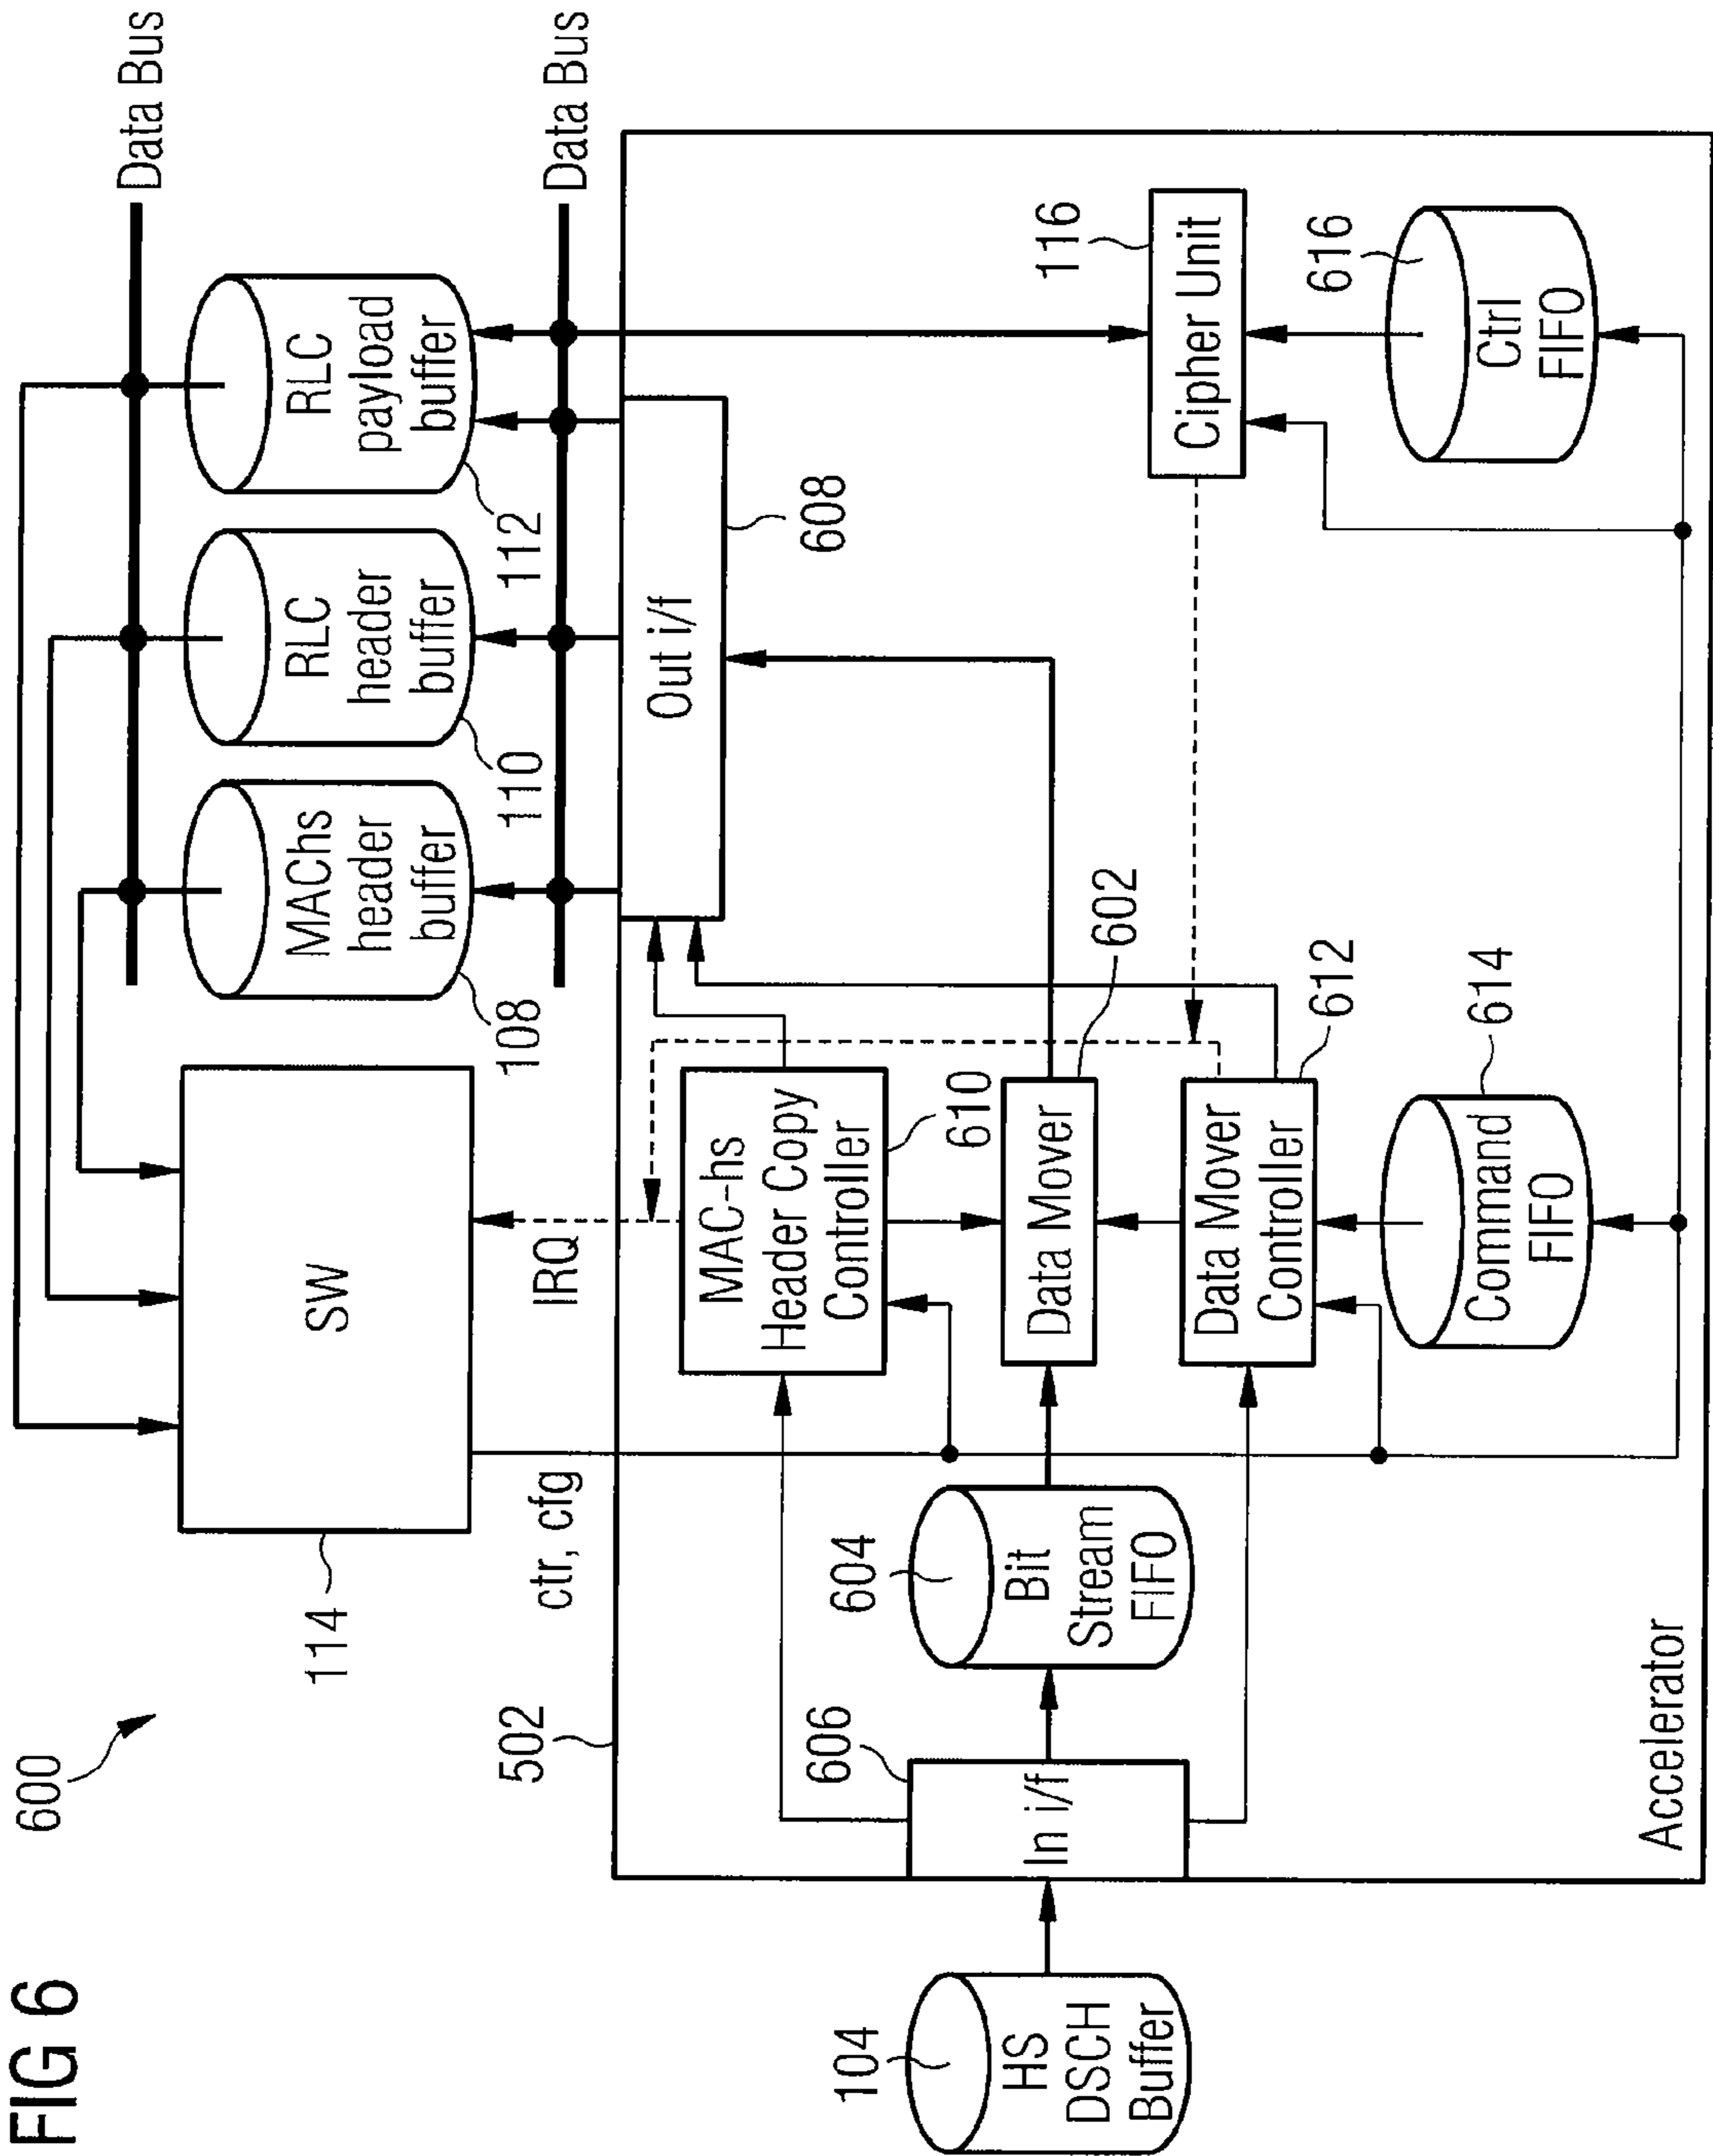 FIG 6
600
Data Bus
Data Bus
114
SW
MAChs
header
buffer
108
RLC
header
buffer
110
RLC
payload
buffer
112
IRQ
ctr, cfg
502
Out i/f
608
MAC-hs
Header Copy
Controller
610
104
HS
DSCH
Buffer
606
In i/f
604
Bit
Stream
FIFO
Data Mover
602
Data Mover
Controller
612
Command
FIFO
614
116
Cipher Unit
616
Ctrl
FIFO
Accelerator